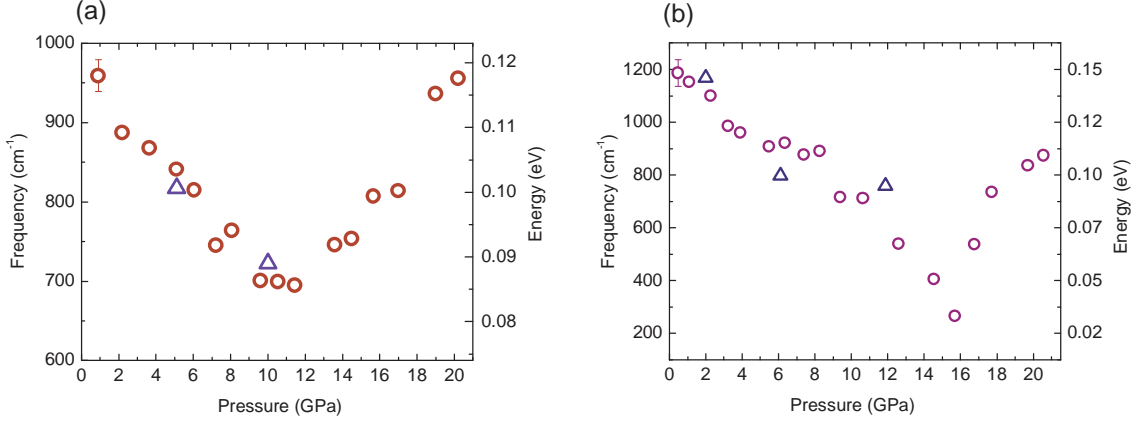 (a)
1000
900
800
700
600
Frequency (cm-1)
0 2 4 6 8 10 12 14 16 18 20
Pressure (GPa)
0.12
0.11
0.10
0.09
0.08
Energy (eV)
(b)
1200
1000
800
600
400
200
Frequency (cm-1)
0 2 4 6 8 10 12 14 16 18 20
Pressure (GPa)
0.15
0.12
0.10
0.07
0.05
0.02
Energy (eV)